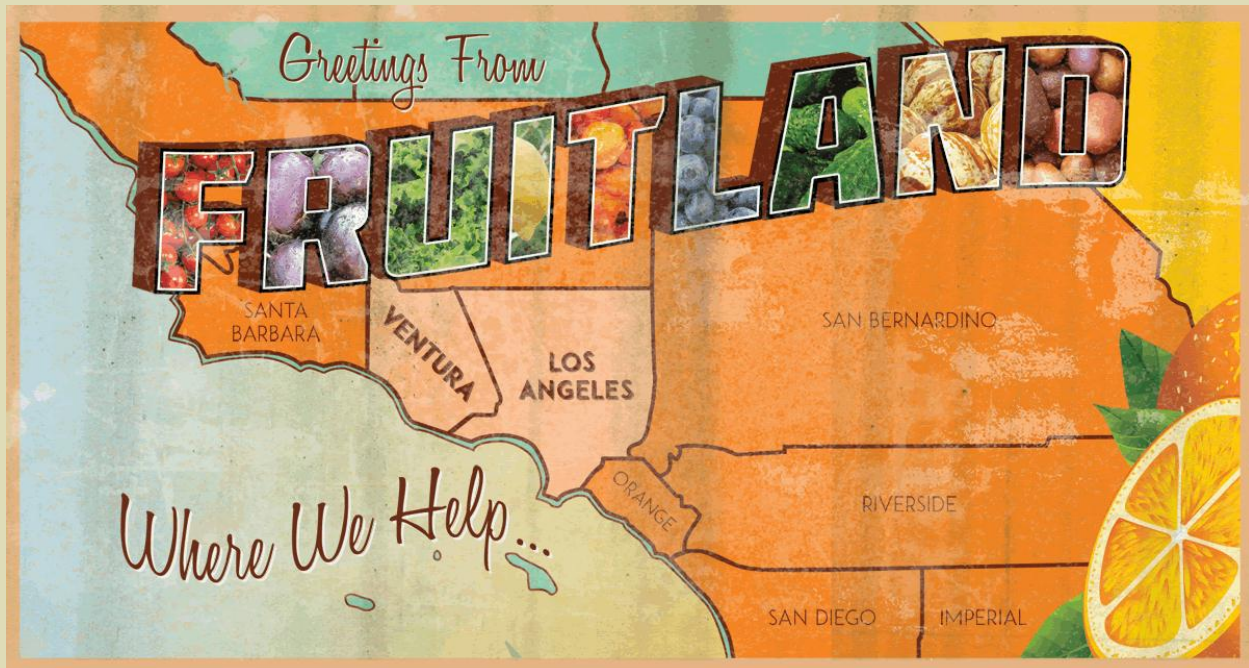 Greetings From
FRUITLAND
SANTA
BARBARA
VENTURA
LOS
ANGELES
SAN BERNARDINO
ORANGE
RIVERSIDE
Where We Help...
SAN DIEGO
IMPERIAL